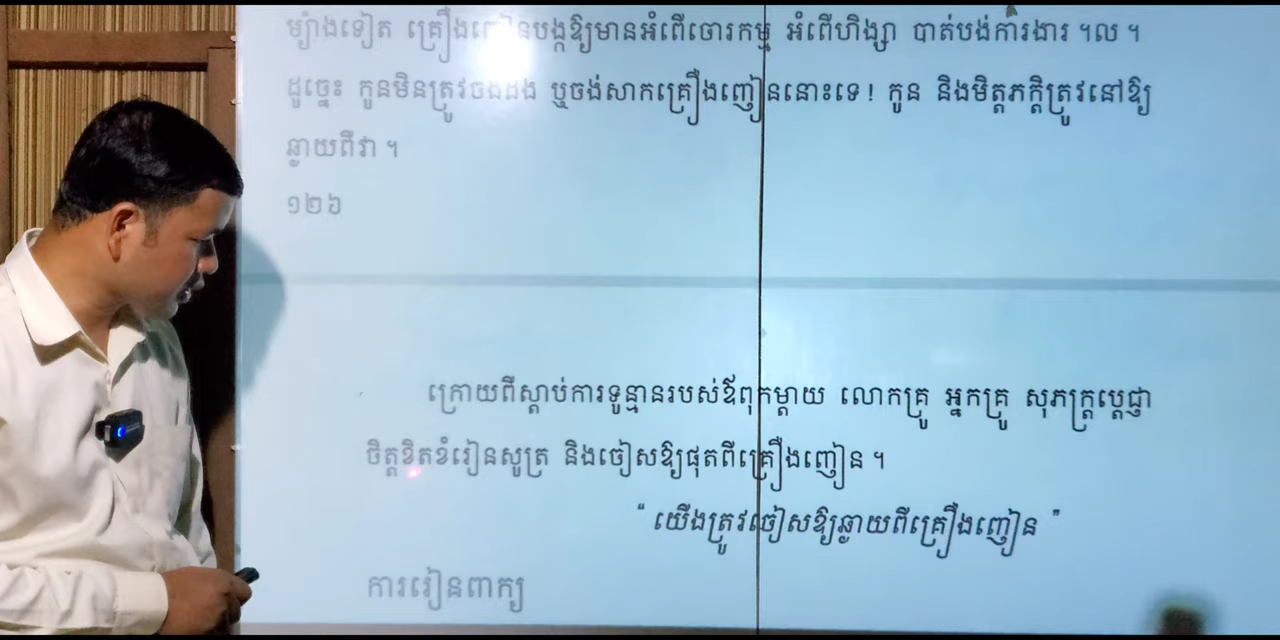 ម្យ៉ាងទៀត គ្រឿងញៀនបង្កឱ្យមានអំពើចោរកម្ម អំពើហិង្សា បាត់បង់ការងារ ។ល ។
ដូច្នេះ កូនមិនត្រូវចង់ដឹង ឬចង់សាកគ្រឿងញៀននោះទេ! កូន និងមិត្តភក្តិត្រូវនៅឱ្យ
ឆ្ងាយពីវា ។
១២៦
ក្រោយពីស្តាប់ការទូន្មានរបស់ឪពុកម្តាយ លោកគ្រូ អ្នកគ្រូ សុភក្ត្រប្តេជ្ញា
ចិត្តខិតខំរៀនសូត្រ និងចៀសឱ្យផុតពីគ្រឿងញៀន ។
“ យើងត្រូវចៀសឱ្យឆ្ងាយពីគ្រឿងញៀន ”
ការរៀនពាក្យ